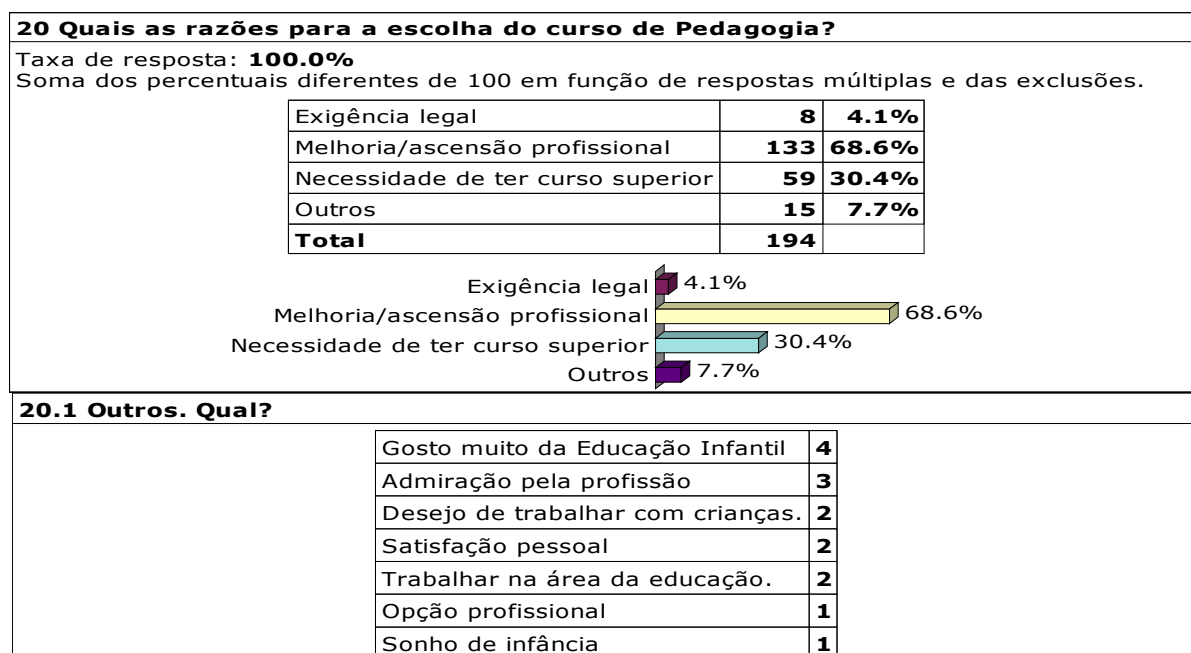 20 Quais as razões para a escolha do curso de Pedagogia?
Taxa de resposta: 100.0%
Soma dos percentuais diferentes de 100 em função de respostas múltiplas e das exclusões.
Exigência legal 8 4.1%
Melhoria/ascensão profissional 133 68.6%
Necessidade de ter curso superior 59 30.4%
Outros 15 7.7%
Total 194
Exigência legal 4.1%
Melhoria/ascensão profissional 68.6%
Necessidade de ter curso superior 30.4%
Outros 7.7%
20.1 Outros. Qual?
Gosto muito da Educação Infantil 4
Admiração pela profissão 3
Desejo de trabalhar com crianças. 2
Satisfação pessoal 2
Trabalhar na área da educação. 2
Opção profissional 1
Sonho de infância 1